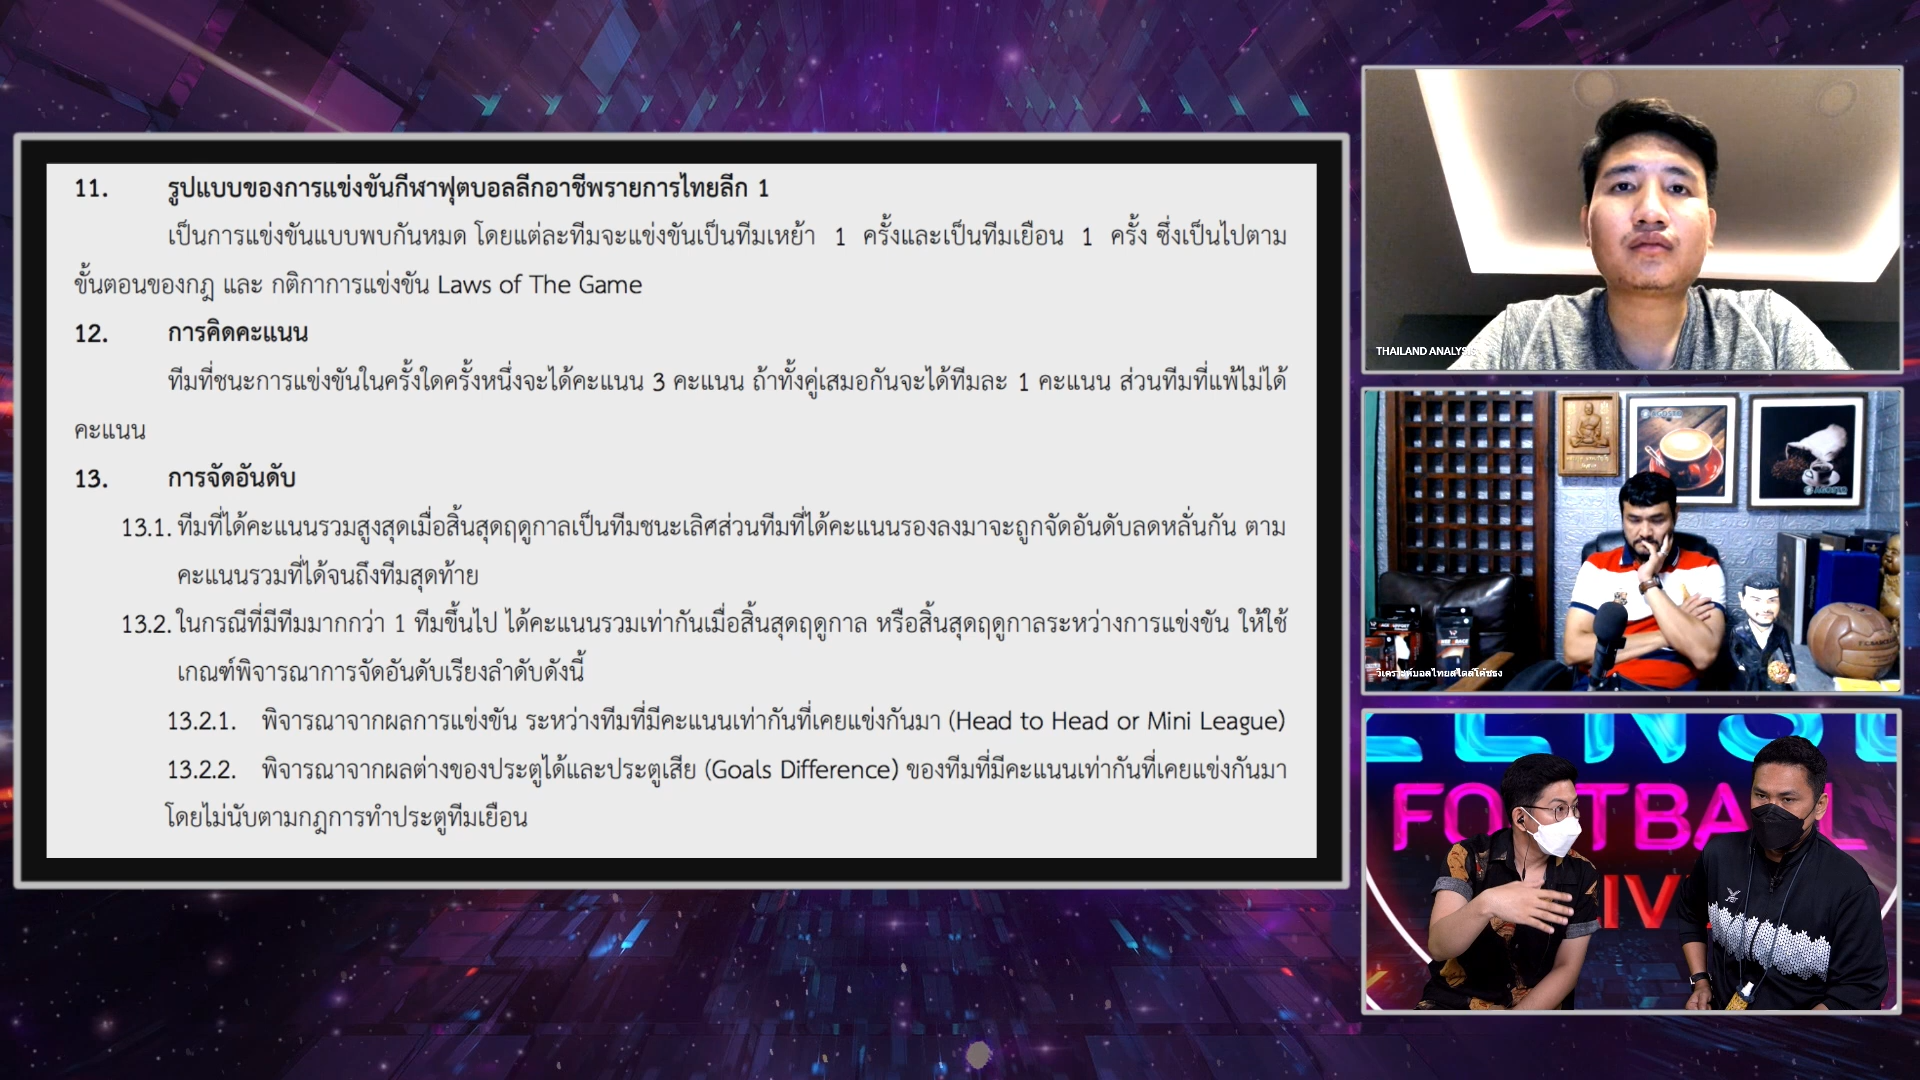 11. รูปแบบของการแข่งขันกีฬาฟุตบอลลีกอาชีพรายการไทยลีก 1
เป็นการแข่งขันแบบพบกันหมด โดยแต่ละทีมจะแข่งขันเป็นทีมเหย้า 1 ครั้งและเป็นทีมเยือน 1 ครั้ง ซึ่งเป็นไปตาม
ขั้นตอนของกฎ และ กติกาการแข่งขัน Laws of The Game
12. การคิดคะแนน
ทีมที่ชนะการแข่งขันในครั้งใดครั้งหนึ่งจะได้คะแนน 3 คะแนน ถ้าทั้งคู่เสมอกันจะได้ทีมละ 1 คะแนน ส่วนทีมที่แพ้ไม่ได้
คะแนน
13. การจัดอันดับ
13.1. ทีมที่ได้คะแนนรวมสูงสุดเมื่อสิ้นสุดฤดูกาลเป็นทีมชนะเลิศส่วนทีมที่ได้คะแนนรองลงมาจะถูกจัดอันดับลดหลั่นกัน ตาม
คะแนนรวมที่ได้จนถึงทีมสุดท้าย
13.2. ในกรณีที่มีทีมมากกว่า 1 ทีมขึ้นไป ได้คะแนนรวมเท่ากันเมื่อสิ้นสุดฤดูกาล หรือสิ้นสุดฤดูกาลระหว่างการแข่งขัน ให้ใช้
เกณฑ์พิจารณาการจัดอันดับเรียงลำดับดังนี้
13.2.1. พิจารณาจากผลการแข่งขัน ระหว่างทีมที่มีคะแนนเท่ากันที่เคยแข่งกันมา (Head to Head or Mini League)
13.2.2. พิจารณาจากผลต่างของประตูได้และประตูเสีย (Goals Difference) ของทีมที่มีคะแนนเท่ากันที่เคยแข่งกันมา
โดยไม่นับตามกฎการทำประตูทีมเยือน
THAILAND ANALYS
วิเคราะห์บอลไทยสไตล์โค้ชธง
FOOTBALL